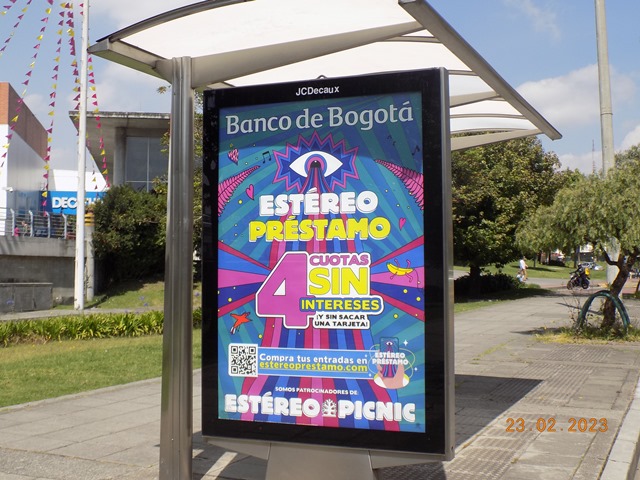 JCDecaux
Banco de Bogotá
ESTÉREO
PRÉSTAMO
4 CUOTAS
SIN
INTERESES
¡Y SIN SACAR
UNA TARJETA!
Compra tus entradas en
estereoprestamo.com
ESTÉREO
PRÉSTAMO
SOMOS PATROCINADORES DE
ESTÉREO PICNIC
DEC
23.02.2023